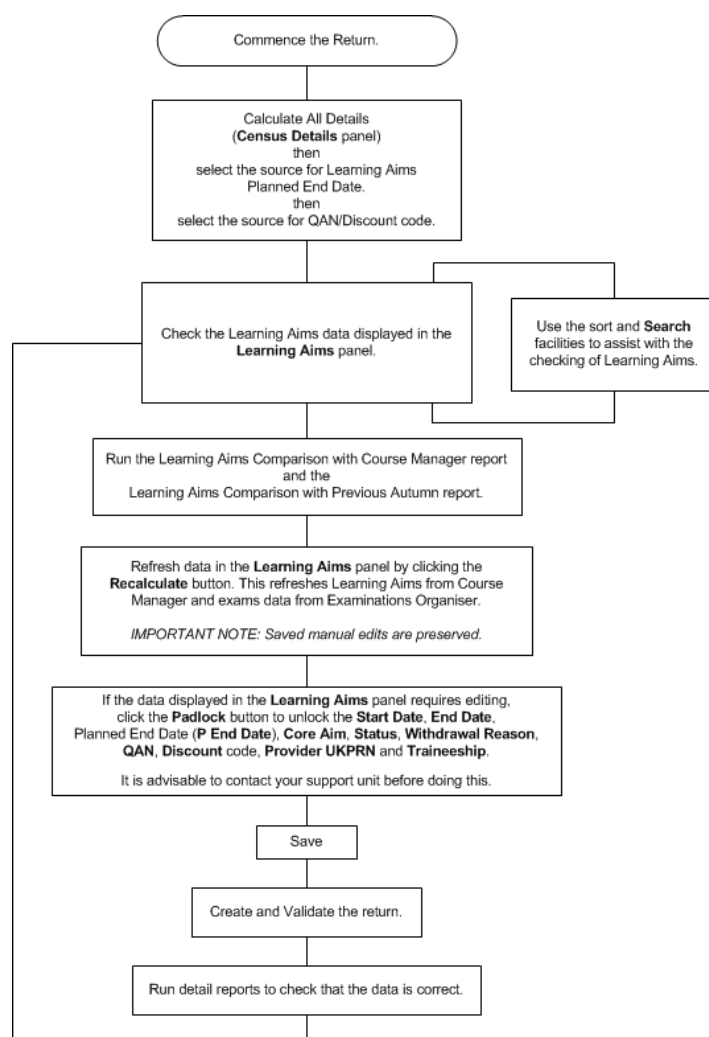 Commence the Return.
Calculate All Details
(Census Details panel)
then
select the source for Learning Aims
Planned End Date.
then
select the source for QAN/Discount code.
Check the Learning Aims data displayed in the
Learning Aims panel.
Use the sort and Search
facilities to assist with the
checking of Learning Aims.
Run the Learning Aims Comparison with Course Manager report
and the
Learning Aims Comparison with Previous Autumn report.
Refresh data in the Learning Aims panel by clicking the
Recalculate button. This refreshes Learning Aims from Course
Manager and exams data from Examinations Organiser.
IMPORTANT NOTE: Saved manual edits are preserved.
If the data displayed in the Learning Aims panel requires editing,
click the Padlock button to unlock the Start Date, End Date,
Planned End Date (P End Date), Core Aim, Status, Withdrawal Reason,
QAN, Discount code, Provider UKPRN and Traineeship.
It is advisable to contact your support unit before doing this.
Save
Create and Validate the return.
Run detail reports to check that the data is correct.